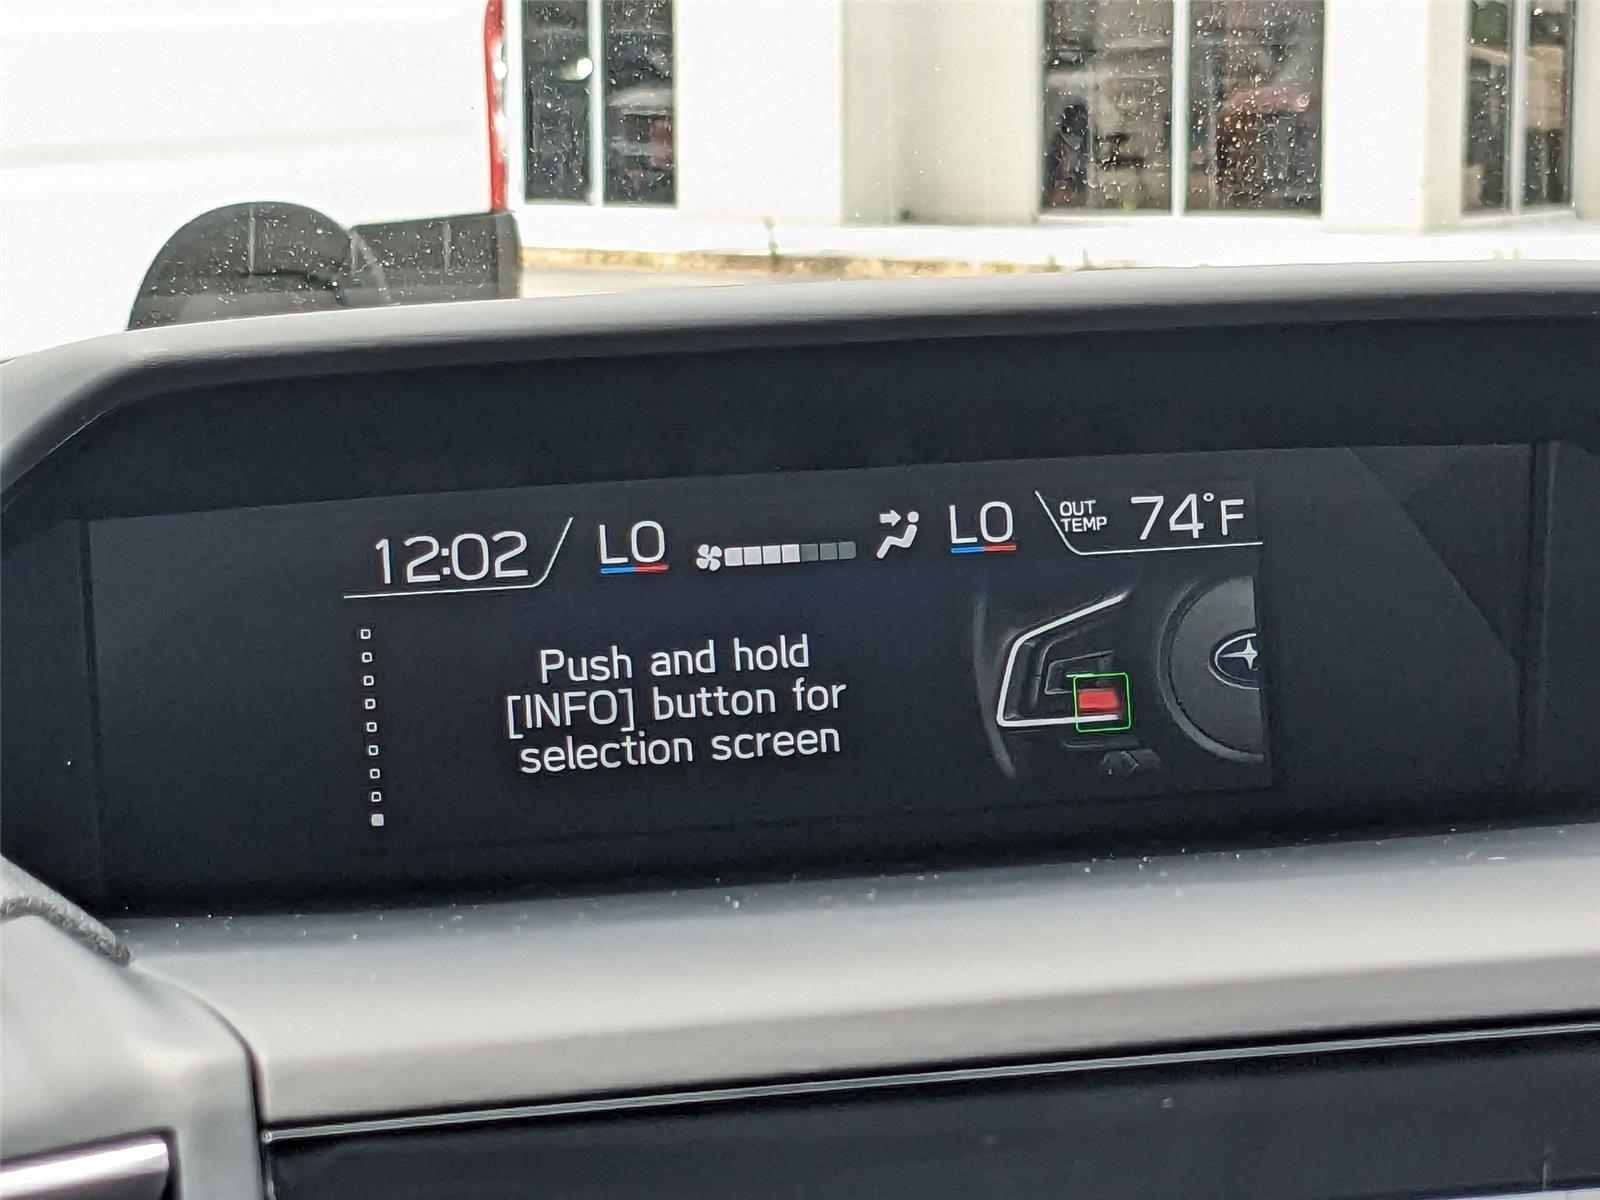 12:02 LO LO OUT TEMP 74°F
Push and hold
[INFO] button for
selection screen